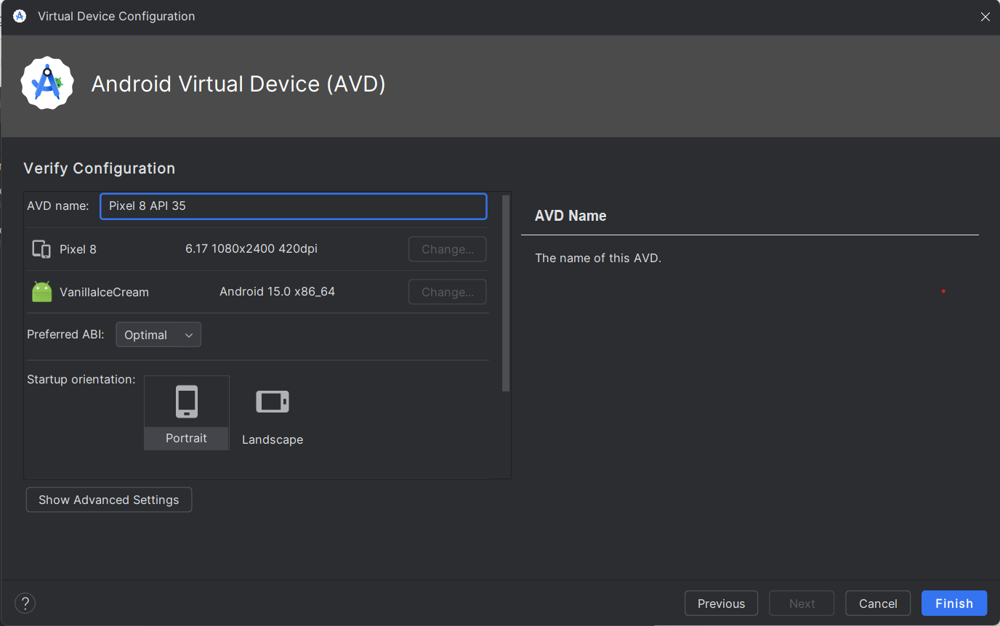 Virtual Device Configuration
Android Virtual Device (AVD)
Verify Configuration
AVD name: Pixel 8 API 35
Pixel 8 6.17 1080x2400 420dpi Change...
VanillaIceCream Android 15.0 x86_64 Change...
Preferred ABI: Optimal
Startup orientation:
Portrait
Landscape
Show Advanced Settings
AVD Name
The name of this AVD.
? Previous Next Cancel Finish